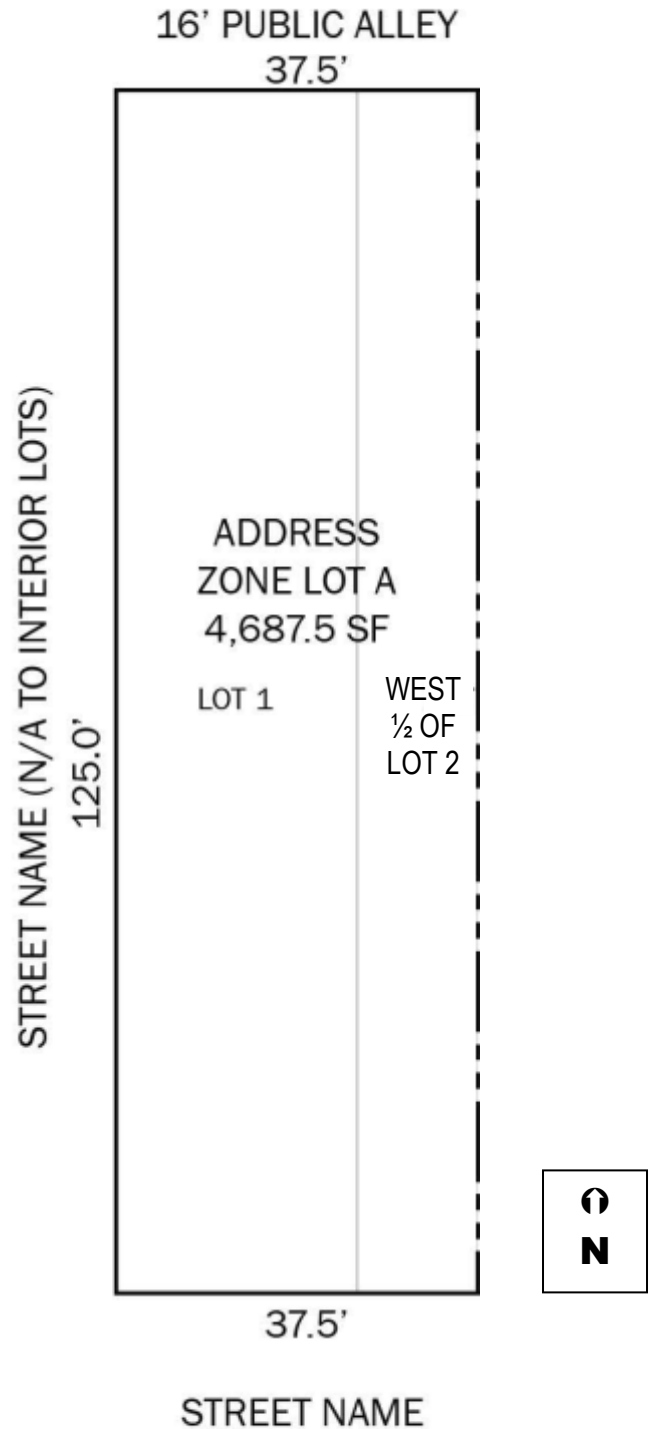 16’ PUBLIC ALLEY
37.5’
STREET NAME (N/A TO INTERIOR LOTS)
125.0’
ADDRESS
ZONE LOT A
4,687.5 SF
LOT 1
WEST
½ OF
LOT 2
N
37.5’
STREET NAME